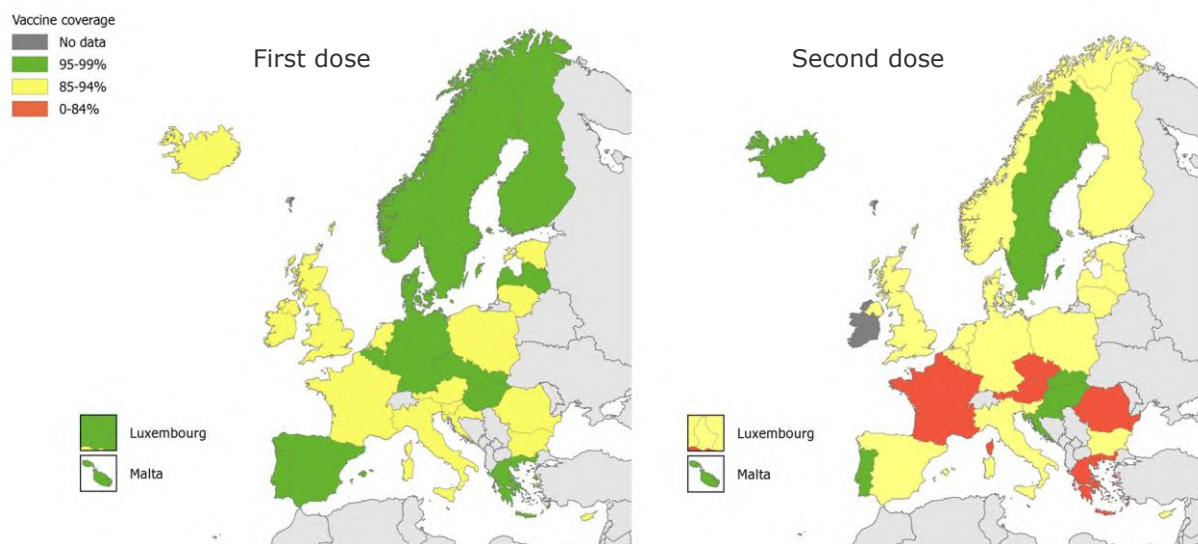 Vaccine coverage
No data
95-99%
85-94%
0-84%
First dose
Luxembourg
Malta
Second dose
Luxembourg
Malta